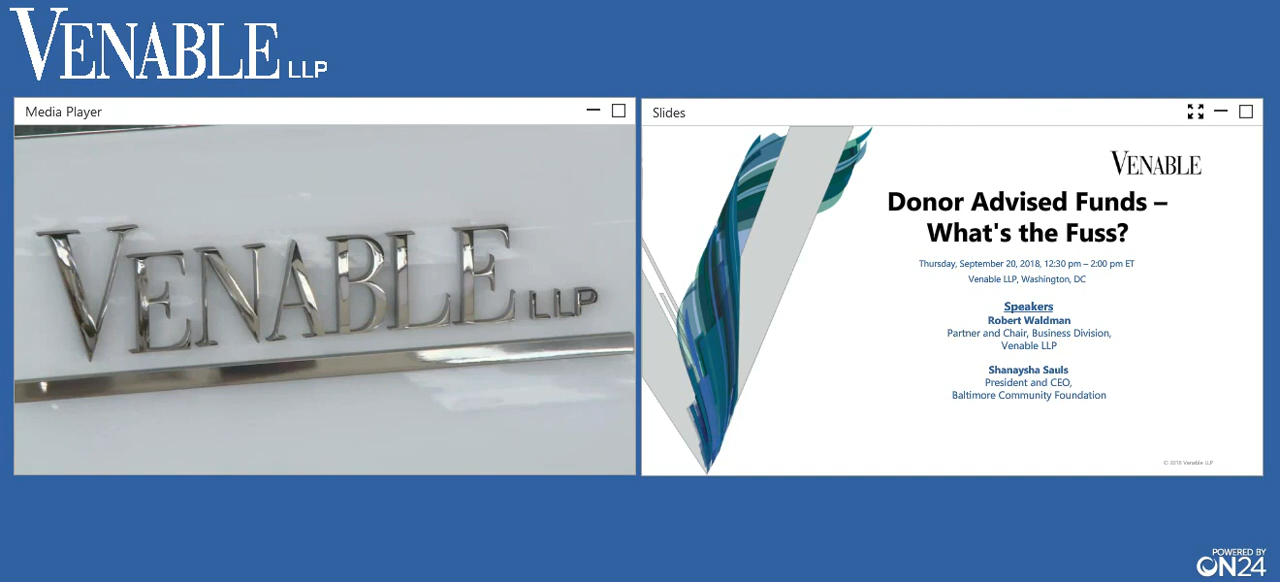 VENABLE LLP
Media Player
VENABLE LLP
Slides
VENABLE
Donor Advised Funds –
What's the Fuss?
Thursday, September 20, 2018, 12:30 pm – 2:00 pm ET
Venable LLP, Washington, DC
Speakers
Robert Waldman
Partner and Chair, Business Division,
Venable LLP
Shanaysha Sauls
President and CEO,
Baltimore Community Foundation
© 2018 Venable LLP
POWERED BY
ON24